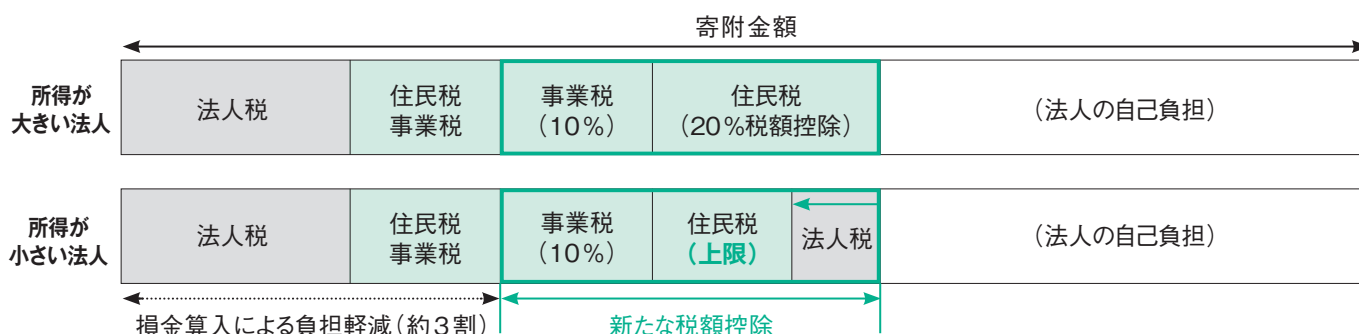 寄附金額
所得が
大きい法人
法人税
住民税
事業税
事業税
(10%)
住民税
(20%税額控除)
(法人の自己負担)
所得が
小さい法人
法人税
住民税
事業税
事業税
(10%)
住民税
(上限)
法人税
(法人の自己負担)
損金算入による負担軽減(約3割)
新たな税額控除